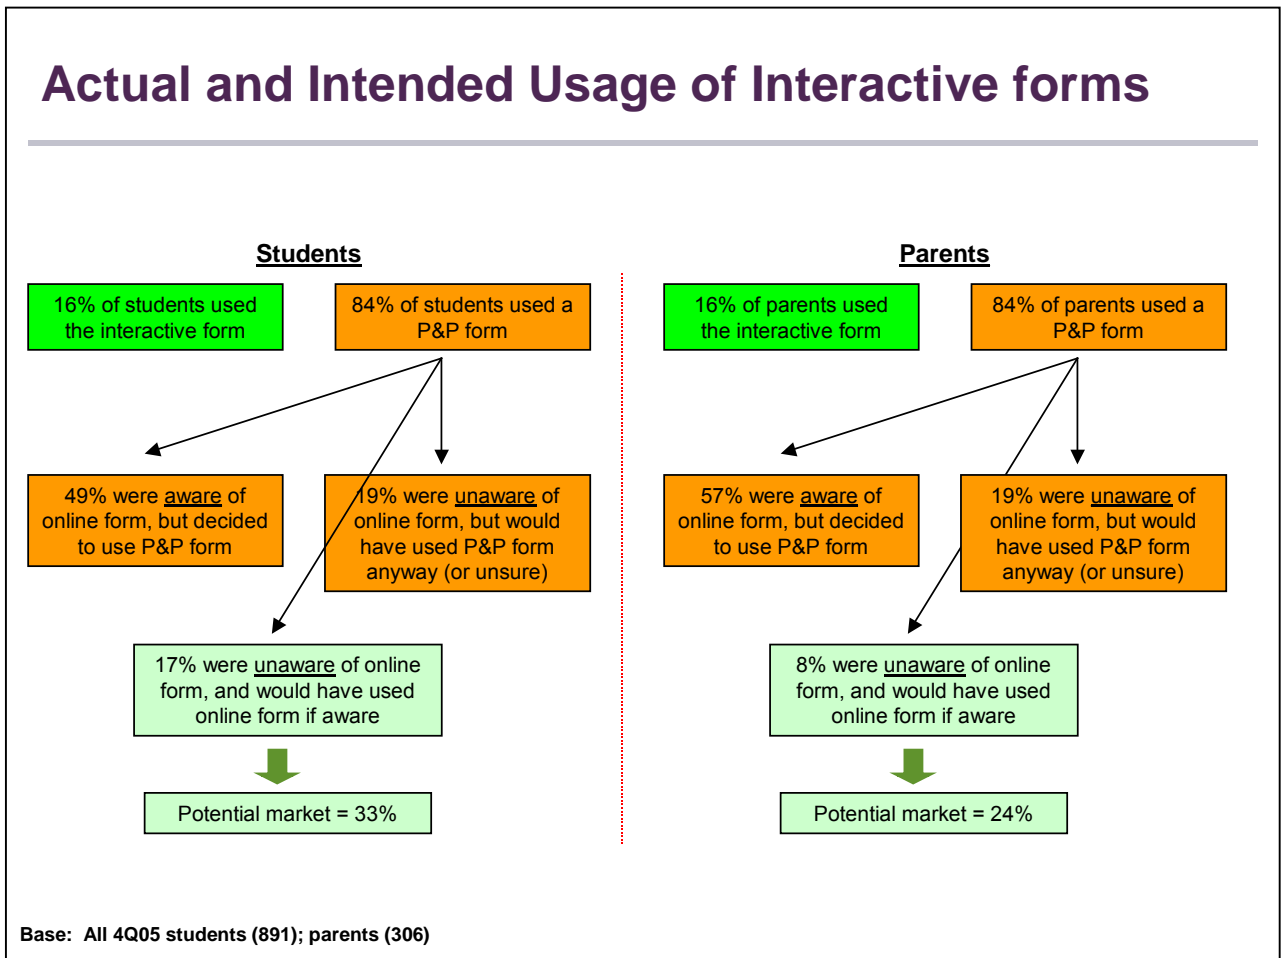 Actual and Intended Usage of Interactive forms
Students
16% of students used
the interactive form
84% of students used a
P&P form
49% were aware of
online form, but decided
to use P&P form
19% were unaware of
online form, but would
have used P&P form
anyway (or unsure)
17% were unaware of online
form, and would have used
online form if aware
Potential market = 33%
Parents
16% of parents used
the interactive form
84% of parents used a
P&P form
57% were aware of
online form, but decided
to use P&P form
19% were unaware of
online form, but would
have used P&P form
anyway (or unsure)
8% were unaware of online
form, and would have used
online form if aware
Potential market = 24%
Base: All 4Q05 students (891); parents (306)